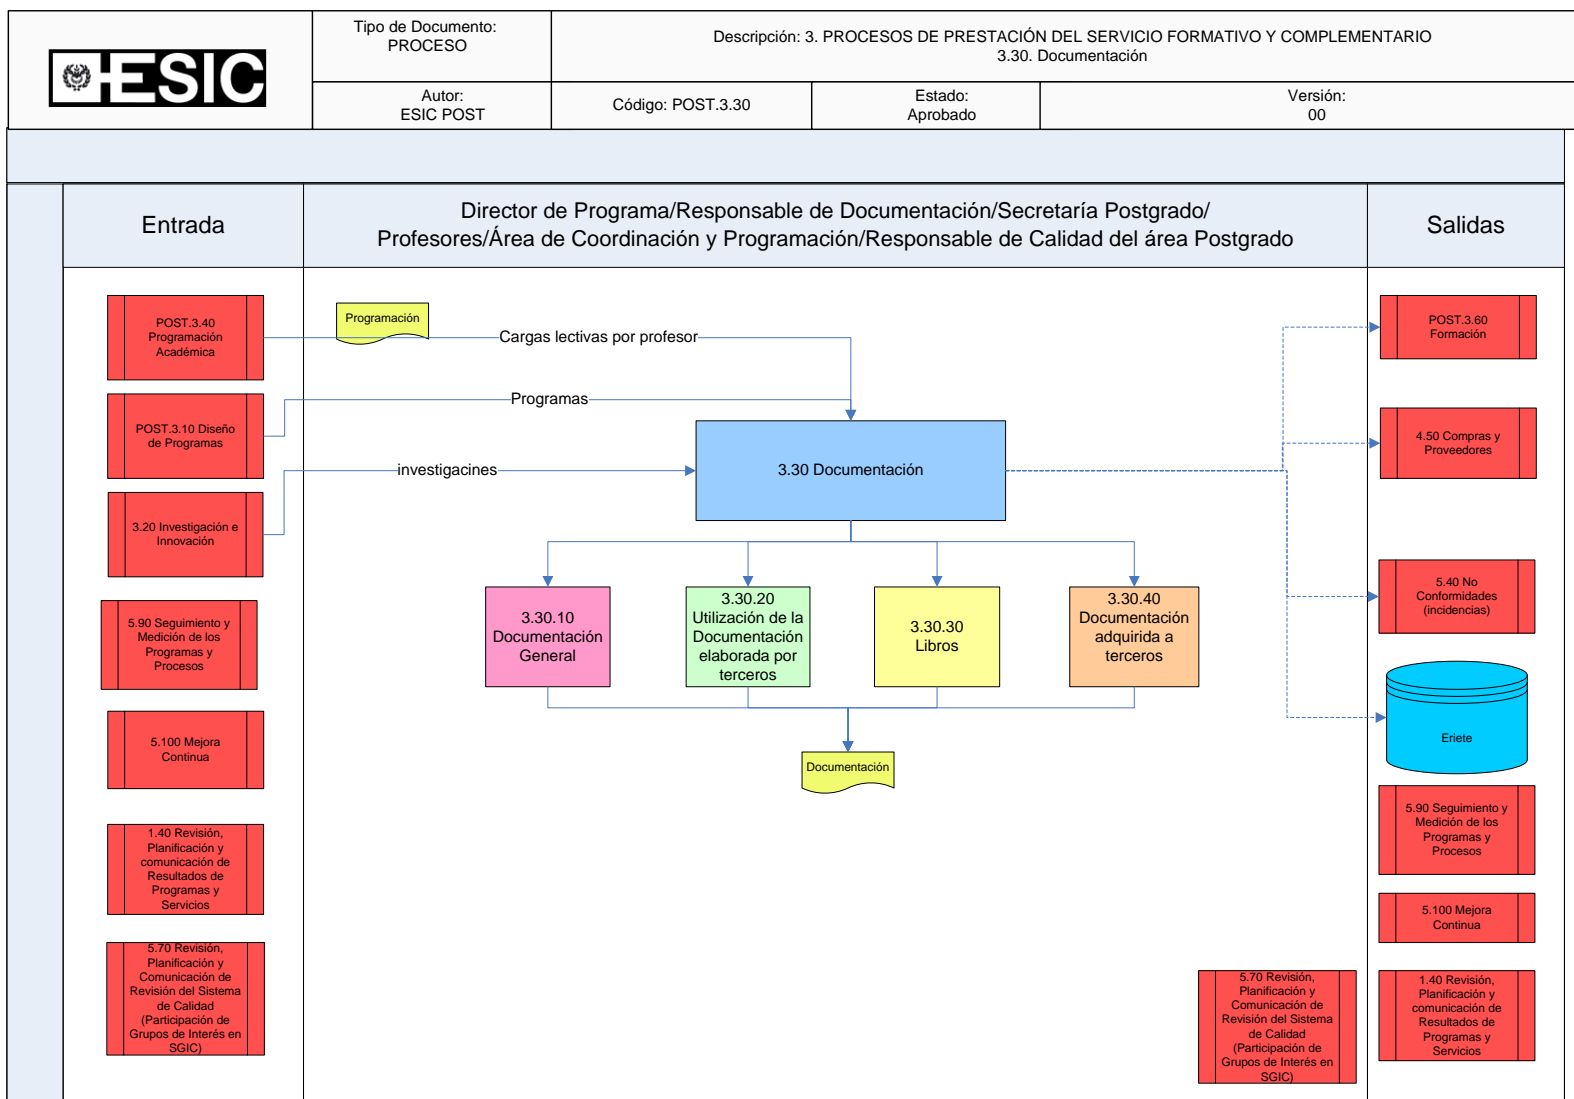 ESIC
Tipo de Documento:
PROCESO
Descripción: 3. PROCESOS DE PRESTACIÓN DEL SERVICIO FORMATIVO Y COMPLEMENTARIO
3.30. Documentación
Autor:
ESIC POST
Código: POST.3.30
Estado:
Aprobado
Versión:
00
Entrada
Director de Programa/Responsable de Documentación/Secretaría Postgrado/
Profesores/Área de Coordinación y Programación/Responsable de Calidad del área Postgrado
Salidas
POST.3.40
Programación
Académica
Programación
Cargas lectivas por profesor
POST.3.60
Formación
POST.3.10 Diseño
de Programas
Programas
4.50 Compras y
Proveedores
investigacines
3.30 Documentación
3.20 Investigación e
Innovación
5.40 No
Conformidades
(incidencias)
5.90 Seguimiento y
Medición de los
Programas y
Procesos
3.30.10
Documentación
General
3.30.20
Utilización de la
Documentación
elaborada por
terceros
3.30.30
Libros
3.30.40
Documentación
adquirida a
terceros
Eriete
5.100 Mejora
Continua
Documentación
5.90 Seguimiento y
Medición de los
Programas y
Procesos
1.40 Revisión,
Planificación y
comunicación de
Resultados de
Programas y
Servicios
5.100 Mejora
Continua
5.70 Revisión,
Planificación y
Comunicación de
Revisión del Sistema
de Calidad
(Participación de
Grupos de Interés en
SGIC)
5.70 Revisión,
Planificación y
Comunicación de
Revisión del Sistema
de Calidad
(Participación de
Grupos de Interés en
SGIC)
1.40 Revisión,
Planificación y
comunicación de
Resultados de
Programas y
Servicios